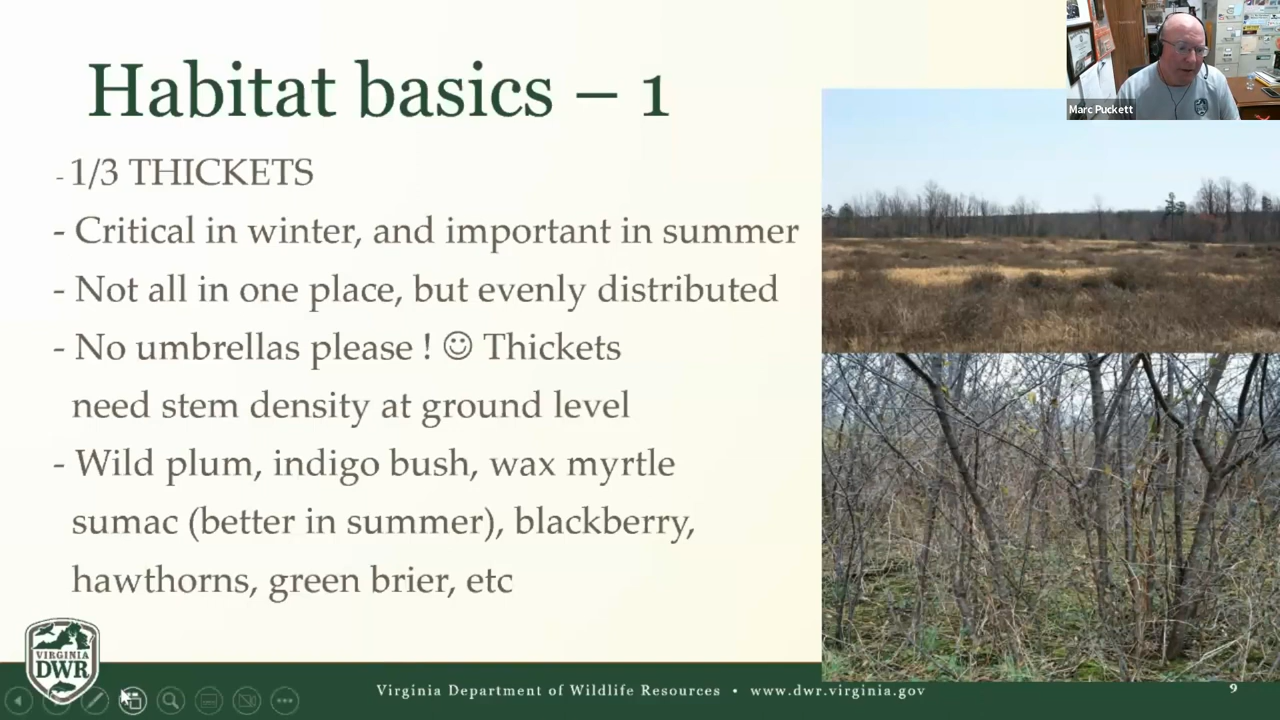 Habitat basics – 1
- 1/3 THICKETS
- Critical in winter, and important in summer
- Not all in one place, but evenly distributed
- No umbrellas please ! ☺ Thickets
need stem density at ground level
- Wild plum, indigo bush, wax myrtle
sumac (better in summer), blackberry,
hawthorns, green brier, etc
Marc Puckett
VIRGINIA
DWR
Virginia Department of Wildlife Resources • www.dwr.virginia.gov
9